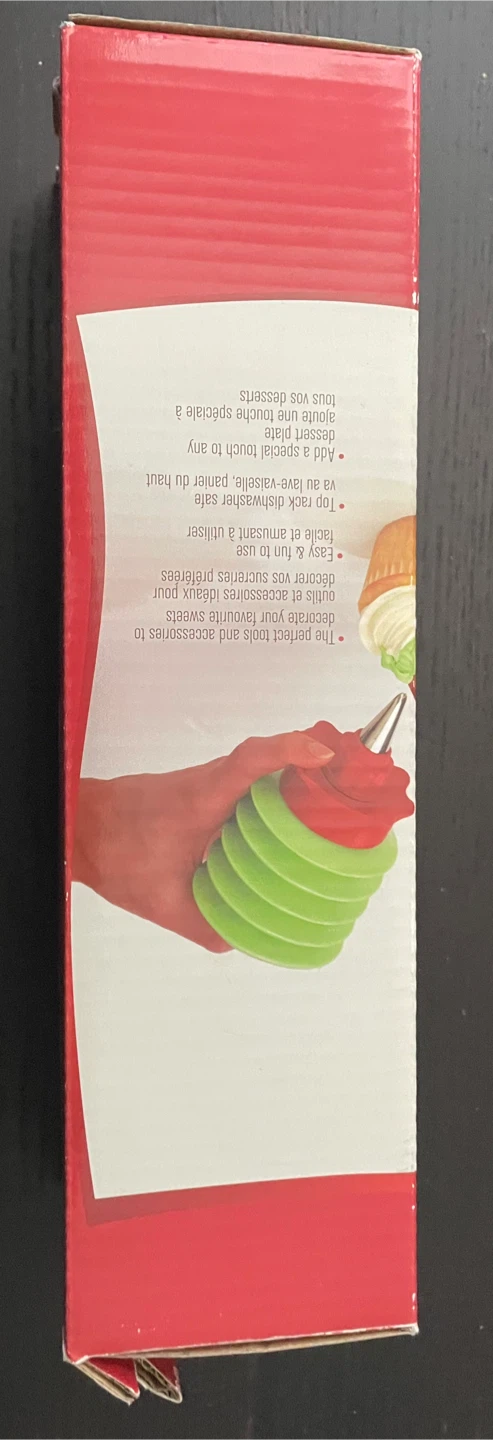 • The perfect tools and accessories to
decorate your favourite sweets
outils et accessoires idéaux pour
décorer vos sucreries préférées
• Easy & fun to use
facile et amusant à utiliser
• Top rack dishwasher safe
va au lave-vaiselle, panier du haut
• Add a special touch to any
dessert plate
ajoute une touche spéciale à
tous vos desserts